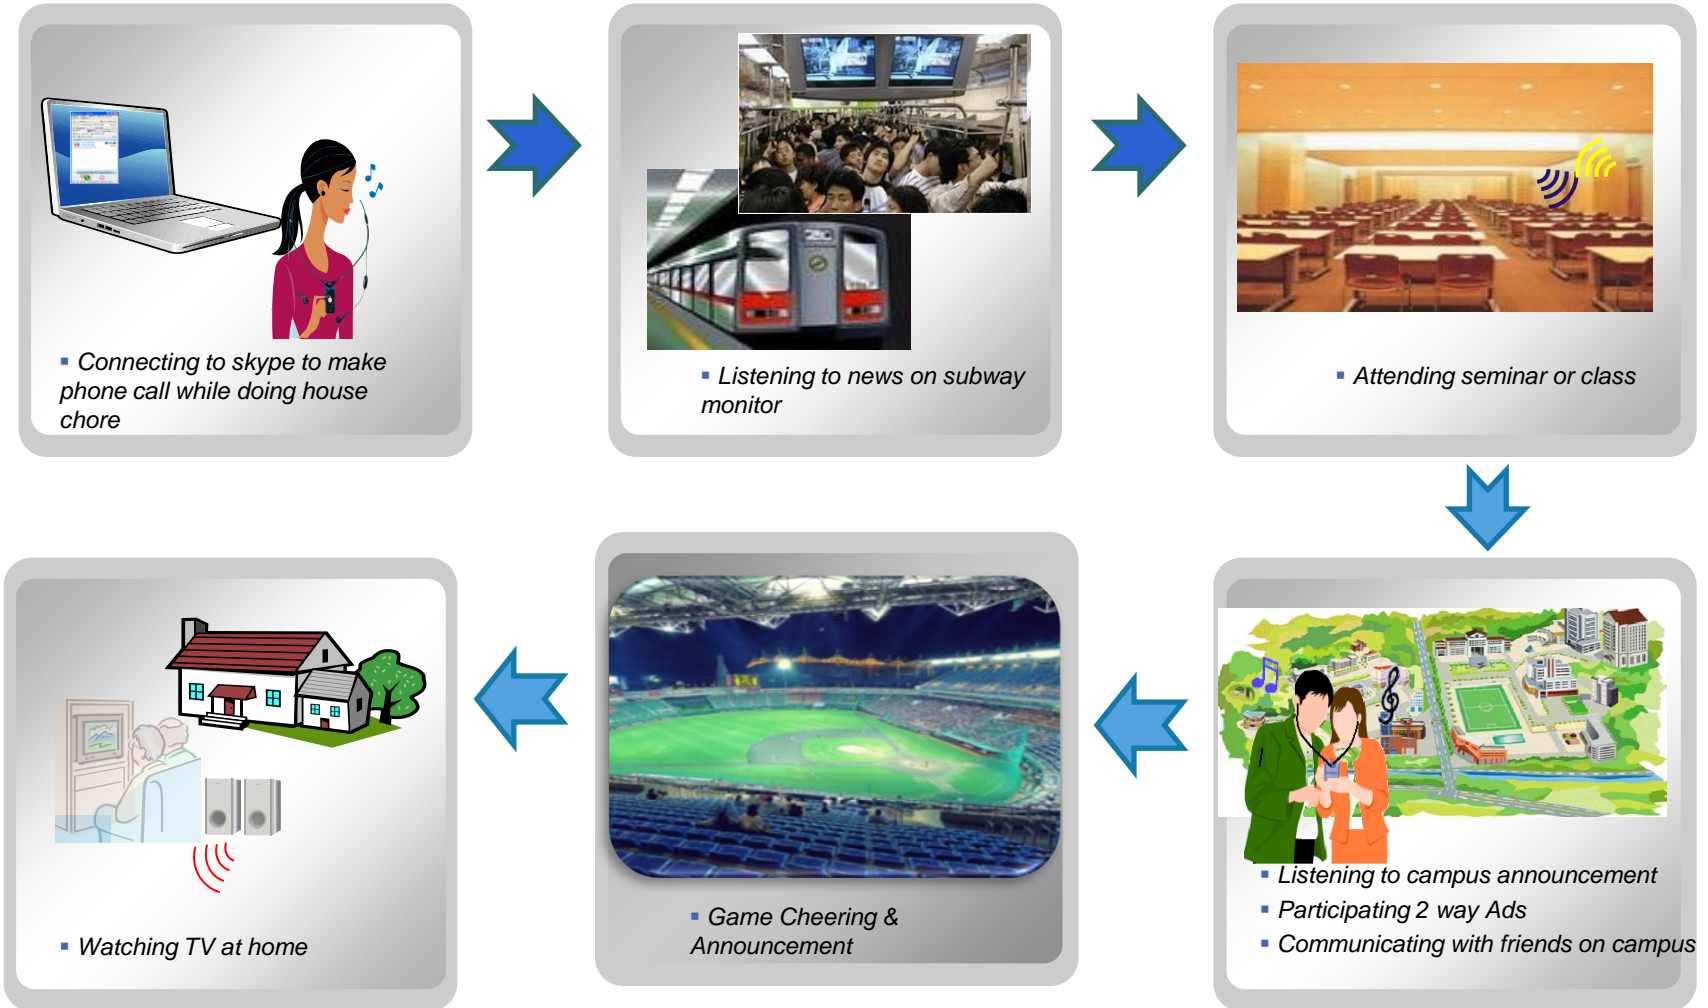 ▪ Connecting to skype to make
phone call while doing house
chore
▪ Listening to news on subway
monitor
▪ Attending seminar or class
▪ Listening to campus announcement
▪ Participating 2 way Ads
▪ Communicating with friends on campus
▪ Game Cheering &
Announcement
▪ Watching TV at home